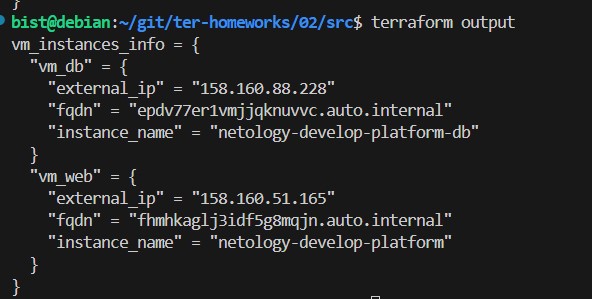 }
bist@debian:~/git/ter-homeworks/02/src$ terraform output
vm_instances_info = {
  "vm_db" = {
    "external_ip" = "158.160.88.228"
    "fqdn" = "epdv77er1vmjjqknuvvc.auto.internal"
    "instance_name" = "netology-develop-platform-db"
  }
  "vm_web" = {
    "external_ip" = "158.160.51.165"
    "fqdn" = "fhmhkaglj3idf5g8mqjn.auto.internal"
    "instance_name" = "netology-develop-platform"
  }
}